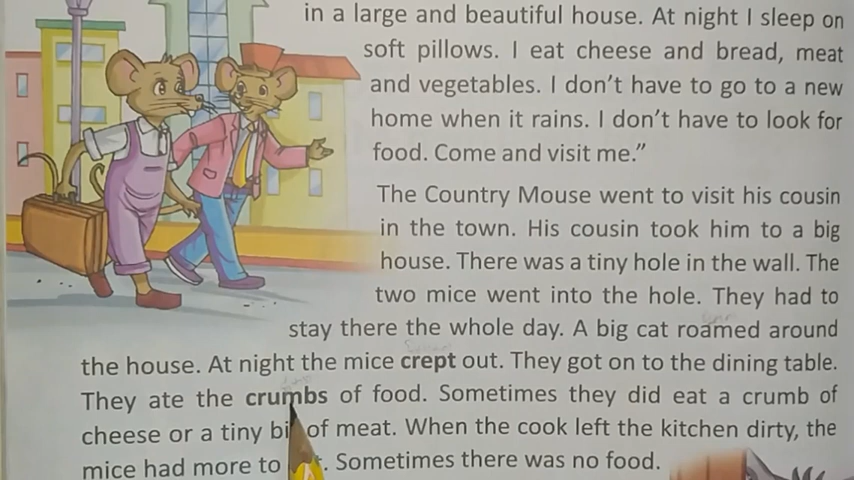 in a large and beautiful house. At night I sleep on
soft pillows. I eat cheese and bread, meat
and vegetables. I don't have to go to a new
home when it rains. I don't have to look for
food. Come and visit me."
The Country Mouse went to visit his cousin
in the town. His cousin took him to a big
house. There was a tiny hole in the wall. The
two mice went into the hole. They had to
stay there the whole day. A big cat roamed around
the house. At night the mice crept out. They got on to the dining table.
They ate the crumbs of food. Sometimes they did eat a crumb of
cheese or a tiny of meat. When the cook left the kitchen dirty, the
mice had more to . Sometimes there was no food.